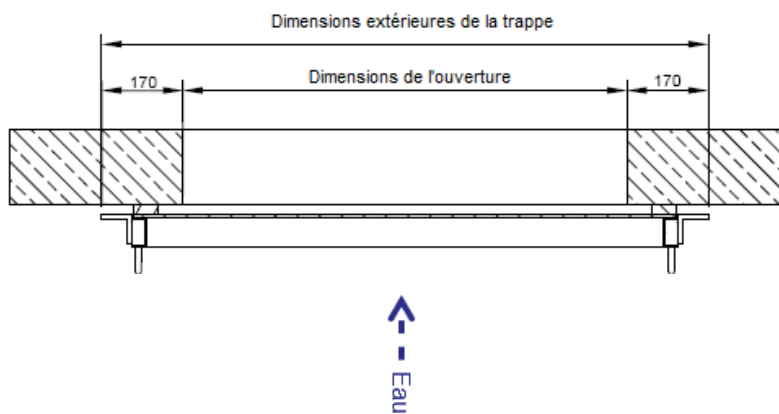 Dimensions extérieures de la trappe
170
Dimensions de l'ouverture
170
Eau